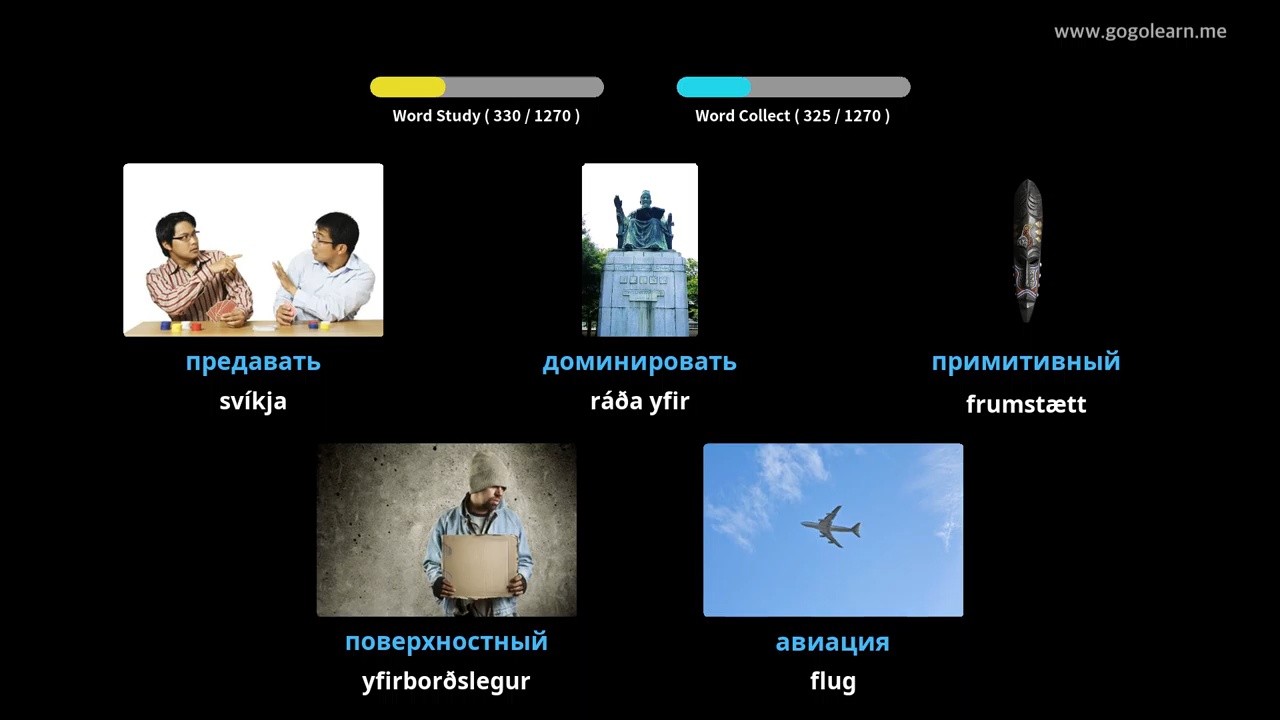 www.gogolearn.me
Word Study ( 330 / 1270 )
Word Collect ( 325 / 1270 )
предавать
svíkja
доминировать
ráða yfir
примитивный
frumstætt
поверхностный
yfirborðslegur
авиация
flug